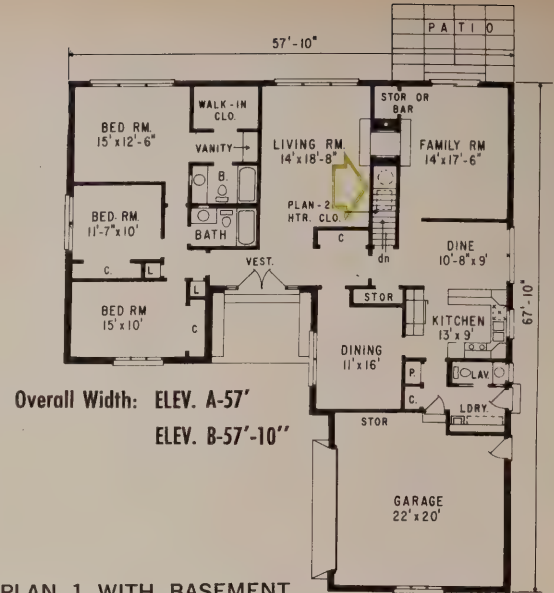 PATIO
57'-10"
STOR OR
BAR
WALK-IN
CLO.
BED RM.
15'x12'-6"
VANITY
LIVING RM.
14'x18'-8"
FAMILY RM
14'x17'-6"
B.
PLAN-2
HTR. CLO.
BED RM.
11'-7"x10'
BATH
C
dn
DINE
10'-8"x9'
67'-10"
C.
L
VEST.
L
STOR
BED RM
15'x10'
C
KITCHEN
13'x9'
DINING
11'x16'
P.
LAV.
C.
LDRY.
Overall Width: ELEV. A-57'
ELEV. B-57'-10"
STOR
GARAGE
22'x20'
PLAN 1 WITH BASEMENT